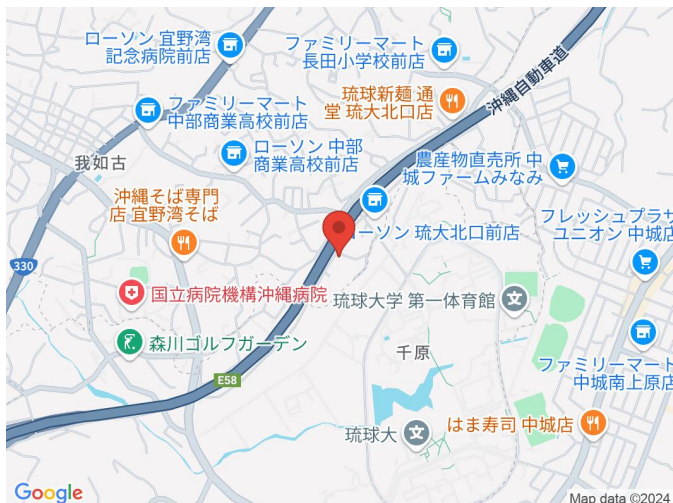 ローソン 宜野湾
記念病院前店
ファミリーマート
長田小学校前店
ファミリーマート
中部商業高校前店
琉球新麺 通
堂 琉大北口店
沖縄自動車道
我如古
ローソン 中部
商業高校前店
農産物直売所 中
城ファームみなみ
沖縄そば専門
店 宜野湾そば
ローソン 琉大北口前店
フレッシュプラザ
ユニオン 中城店
330
国立病院機構沖縄病院
琉球大学 第一体育館
森川ゴルフガーデン
千原
ファミリーマート
中城南上原店
E58
琉球大
はま寿司 中城店
Google
Map data ©2024